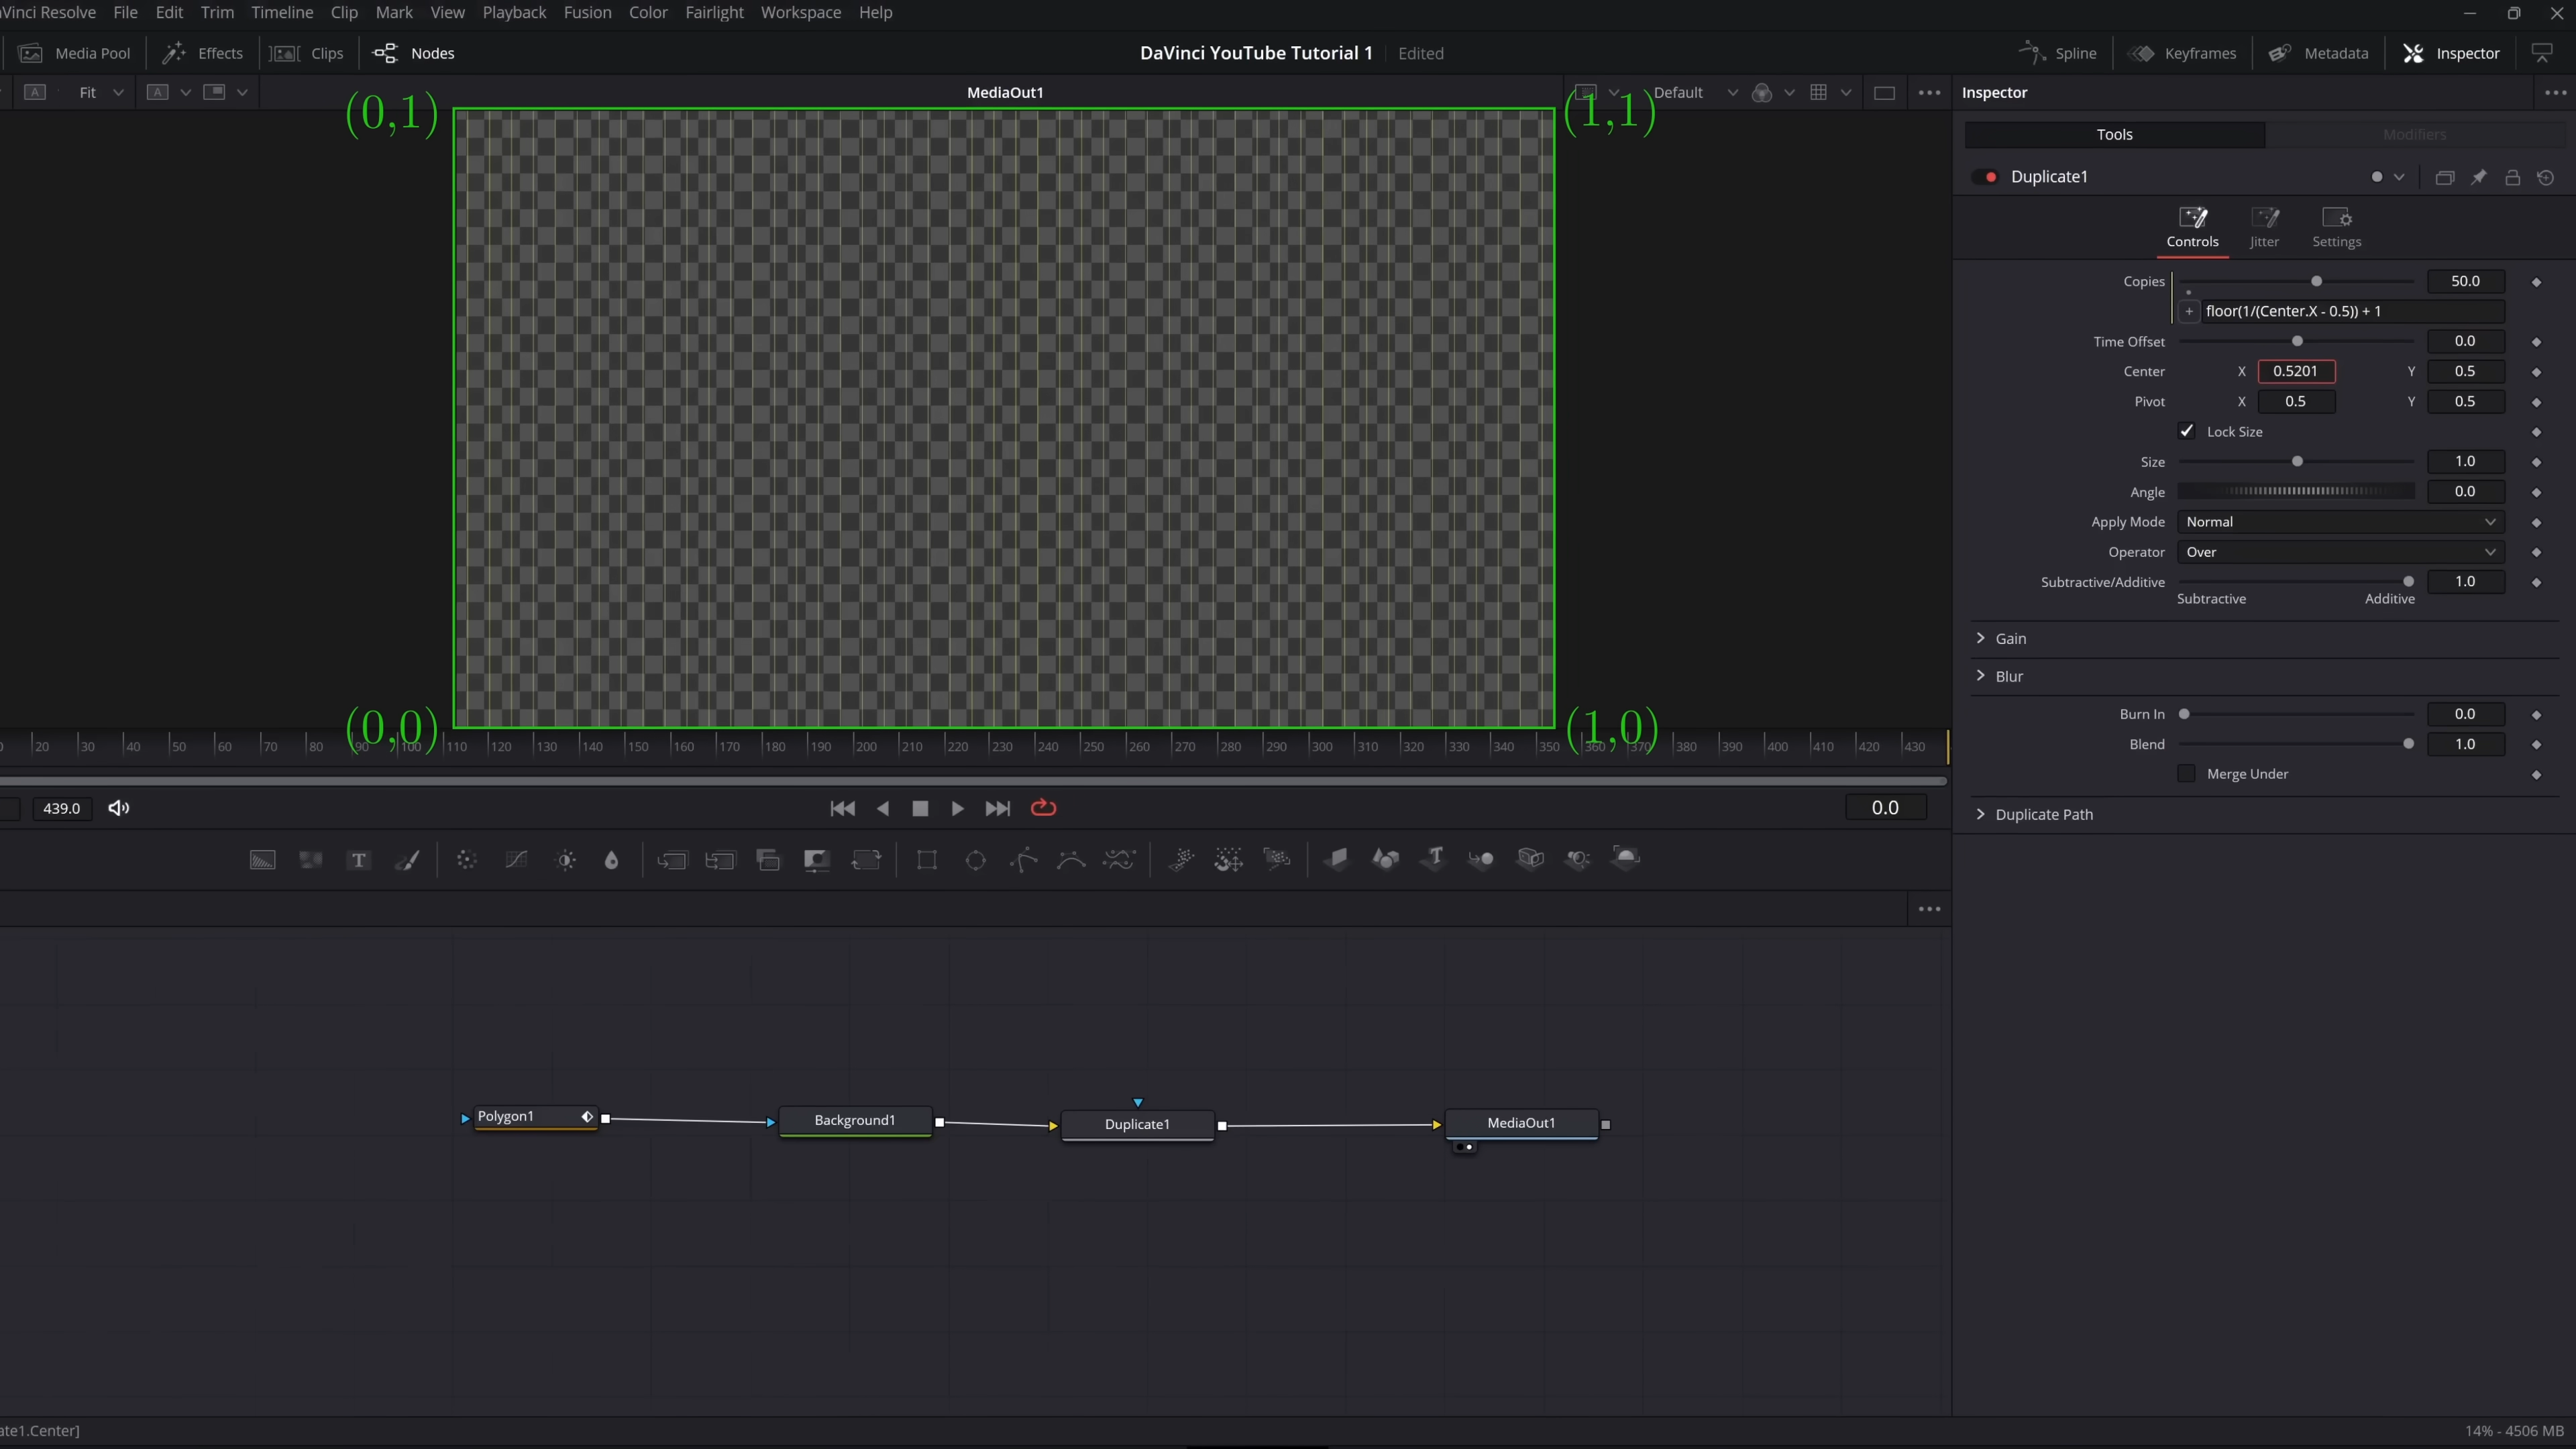 Vinci Resolve File Edit Trim Timeline Clip Mark View Playback Fusion Color Fairlight Workspace Help
Media Pool Effects Clips Nodes DaVinci YouTube Tutorial 1 Edited Spline Keyframes Metadata Inspector
A Fit A MediaOut1 Default Inspector
(0,1) (1,1)
Tools Modifiers
Duplicate1
Controls Jitter Settings
Copies 50.0
+ floor(1/(Center.X - 0.5)) + 1
Time Offset 0.0
Center X 0.5201 Y 0.5
Pivot X 0.5 Y 0.5
Lock Size
Size 1.0
Angle 0.0
Apply Mode Normal
Operator Over
Subtractive/Additive 1.0
Subtractive Additive
Gain
Blur
Burn In 0.0
Blend 1.0
Merge Under
Duplicate Path
(0,0) (1,0)
20 30 40 50 60 70 80 90 100 110 120 130 140 150 160 170 180 190 200 210 220 230 240 250 260 270 280 290 300 310 320 330 340 350 360 370 380 390 400 410 420 430
439.0 0.0
T T
Polygon1 Background1 Duplicate1 MediaOut1
ate1.Center] 14% - 4506 MB